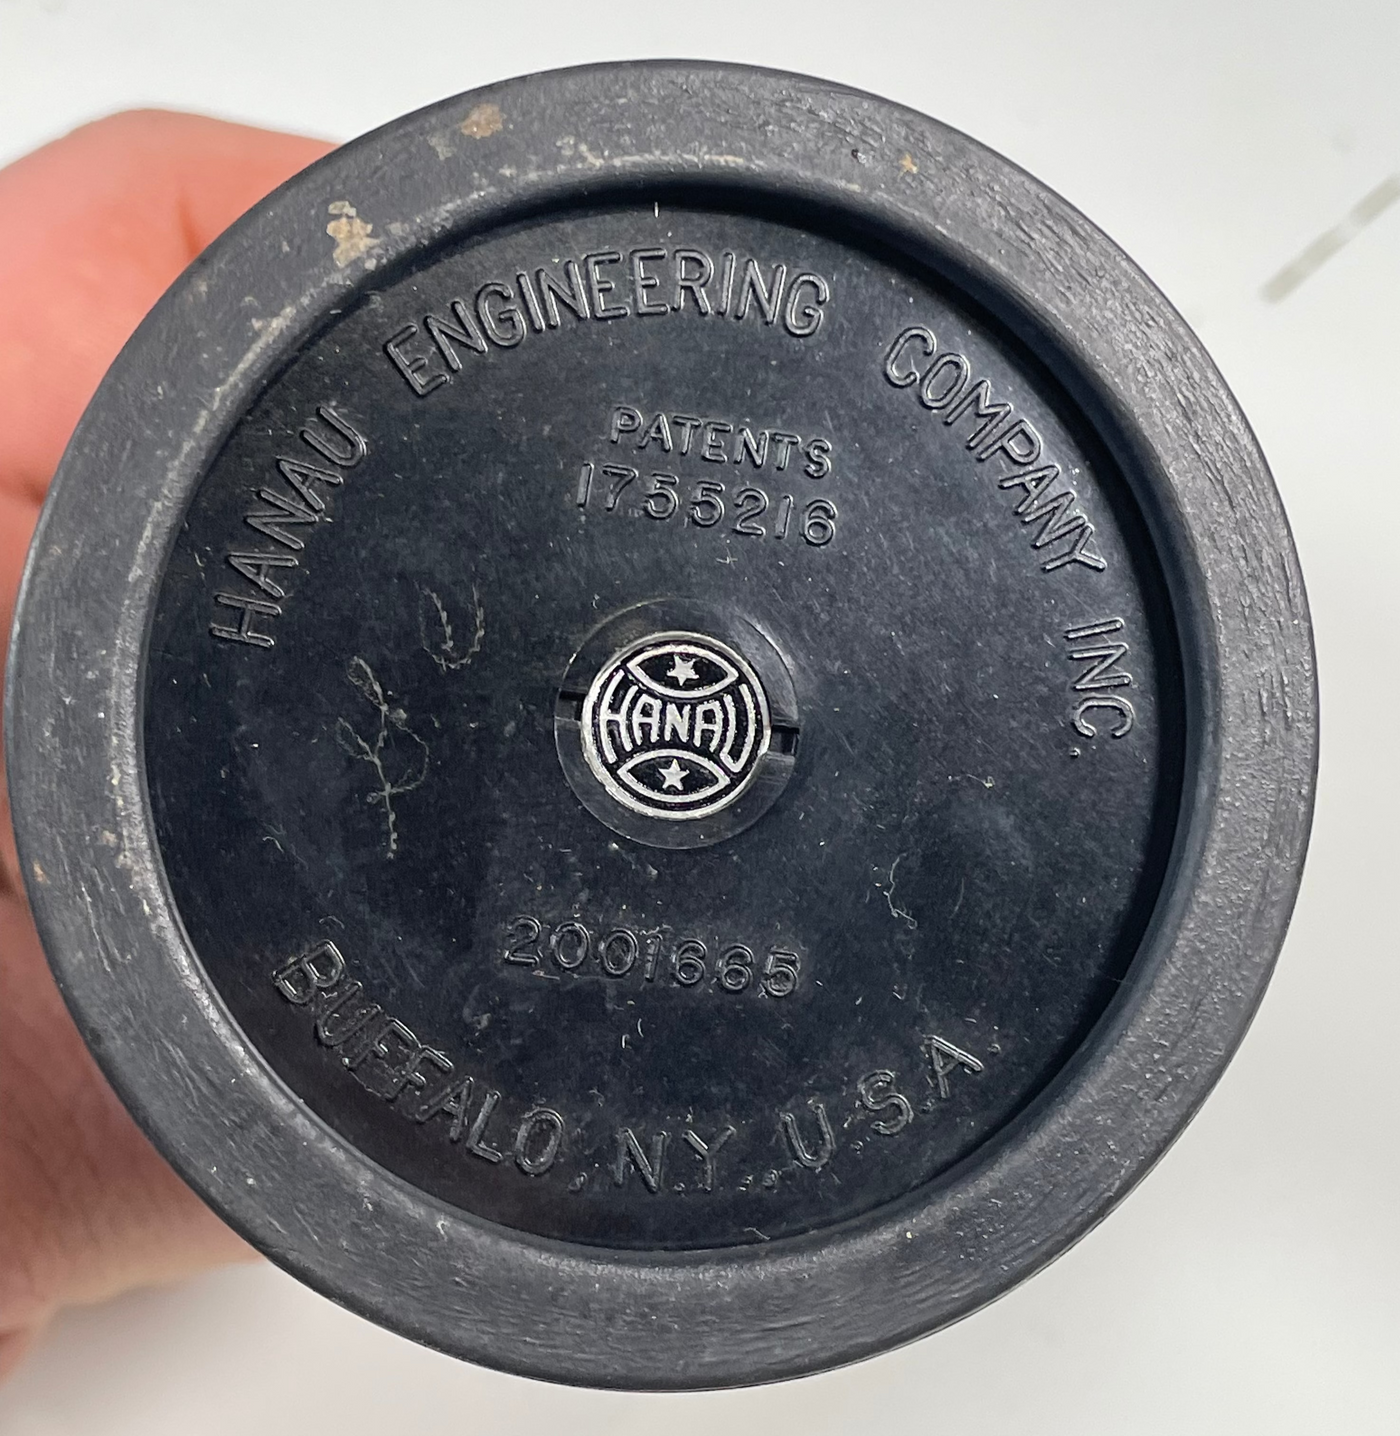 HANAU ENGINEERING COMPANY INC.
PATENTS
1755216
HANAU
2001665
BUFFALO, N.Y., U.S.A.